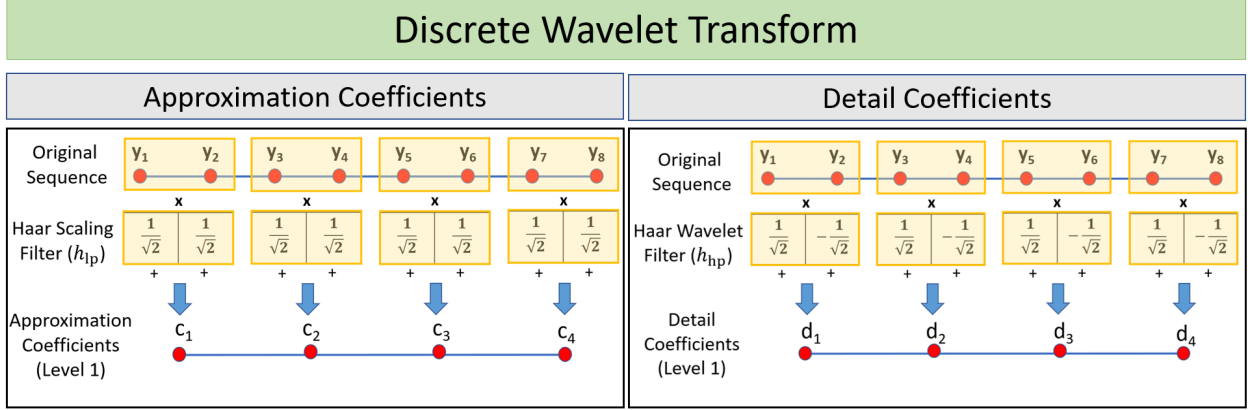 Discrete Wavelet Transform
Approximation Coefficients
Original Sequence
y₁ y₂ y₃ y₄ y₅ y₆ y₇ y₈
x x x x
Haar Scaling Filter (h_lp)
1/√2 1/√2 1/√2 1/√2 1/√2 1/√2 1/√2 1/√2
+ + + + + + + +
c₁ c₂ c₃ c₄
Approximation
Coefficients
(Level 1)
Detail Coefficients
Original
Sequence
y₁ y₂ y₃ y₄ y₅ y₆ y₇ y₈
x x x x
Haar Wavelet
Filter (h_hp)
1/√2 -1/√2 1/√2 -1/√2 1/√2 -1/√2 1/√2 -1/√2
+ + + + + + + +
d₁ d₂ d₃ d₄
Detail
Coefficients
(Level 1)